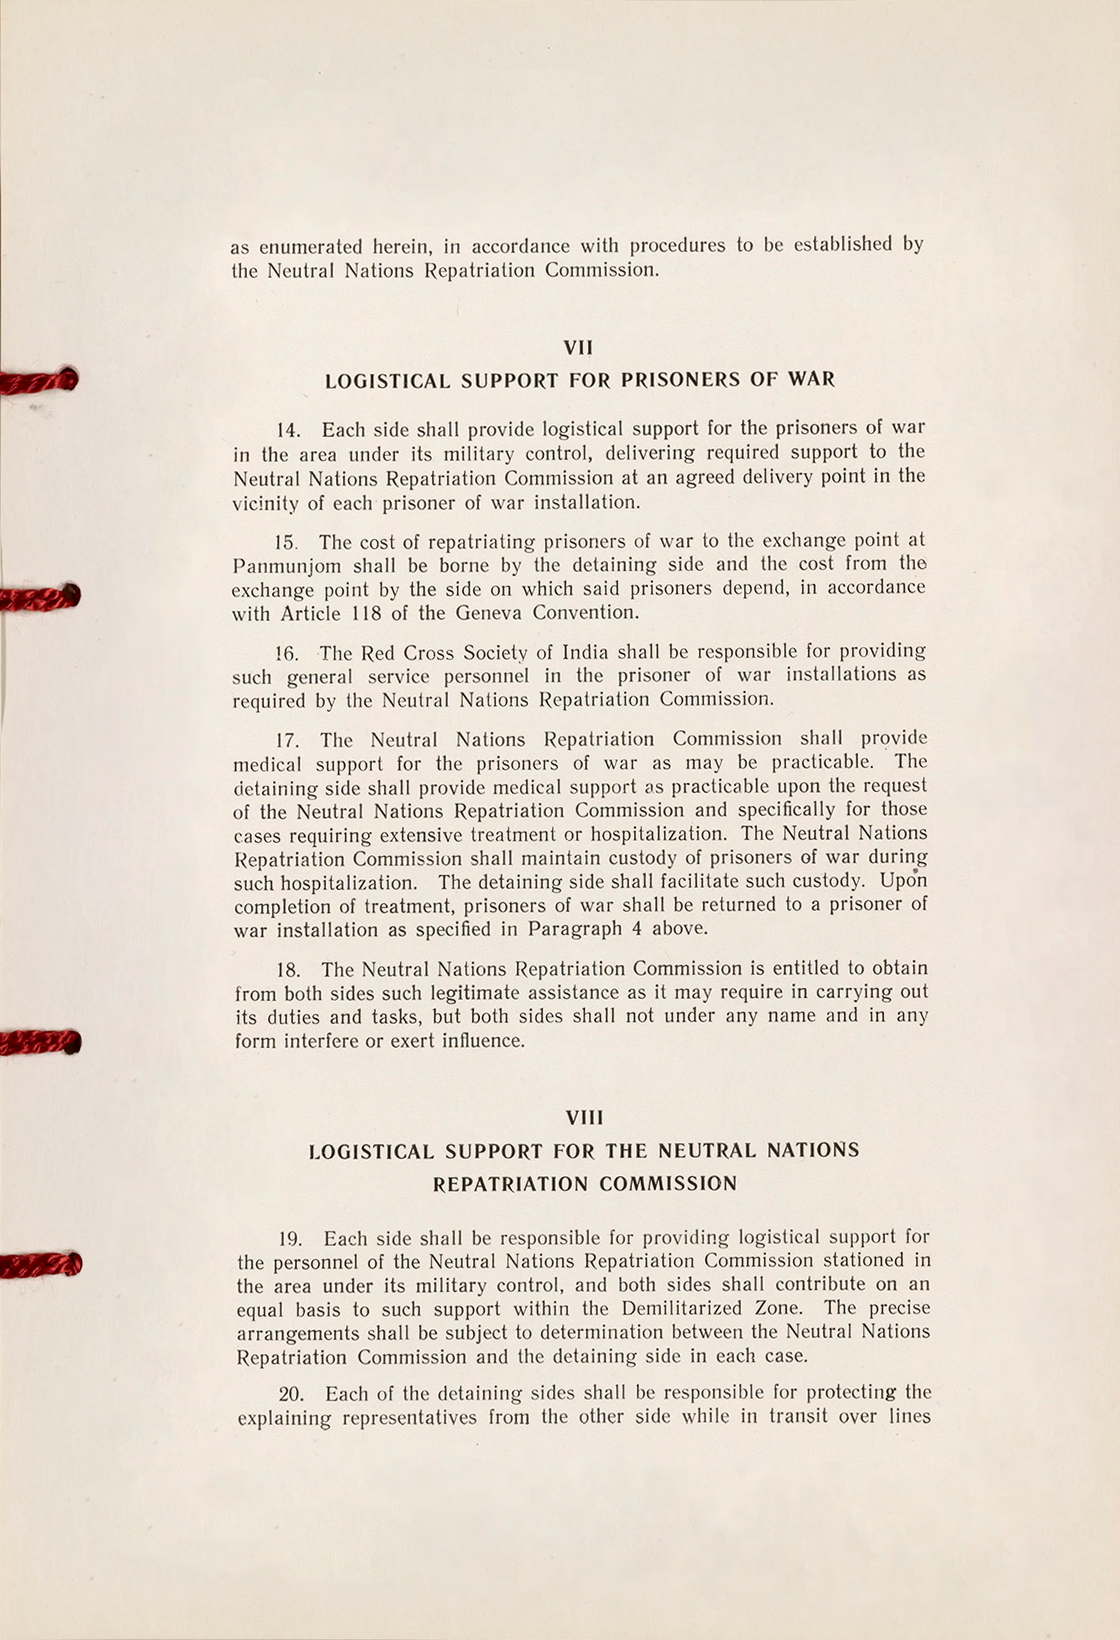 as enumerated herein, in accordance with procedures to be established by
the Neutral Nations Repatriation Commission.
VII
LOGISTICAL SUPPORT FOR PRISONERS OF WAR
14. Each side shall provide logistical support for the prisoners of war
in the area under its military control, delivering required support to the
Neutral Nations Repatriation Commission at an agreed delivery point in the
vicinity of each prisoner of war installation.
15. The cost of repatriating prisoners of war to the exchange point at
Panmunjom shall be borne by the detaining side and the cost from the
exchange point by the side on which said prisoners depend, in accordance
with Article 118 of the Geneva Convention.
16. The Red Cross Society of India shall be responsible for providing
such general service personnel in the prisoner of war installations as
required by the Neutral Nations Repatriation Commission.
17. The Neutral Nations Repatriation Commission shall provide
medical support for the prisoners of war as may be practicable. The
detaining side shall provide medical support as practicable upon the request
of the Neutral Nations Repatriation Commission and specifically for those
cases requiring extensive treatment or hospitalization. The Neutral Nations
Repatriation Commission shall maintain custody of prisoners of war during
such hospitalization. The detaining side shall facilitate such custody. Upon
completion of treatment, prisoners of war shall be returned to a prisoner of
war installation as specified in Paragraph 4 above.
18. The Neutral Nations Repatriation Commission is entitled to obtain
from both sides such legitimate assistance as it may require in carrying out
its duties and tasks, but both sides shall not under any name and in any
form interfere or exert influence.
VIII
LOGISTICAL SUPPORT FOR THE NEUTRAL NATIONS
REPATRIATION COMMISSION
19. Each side shall be responsible for providing logistical support for
the personnel of the Neutral Nations Repatriation Commission stationed in
the area under its military control, and both sides shall contribute on an
equal basis to such support within the Demilitarized Zone. The precise
arrangements shall be subject to determination between the Neutral Nations
Repatriation Commission and the detaining side in each case.
20. Each of the detaining sides shall be responsible for protecting the
explaining representatives from the other side while in transit over lines